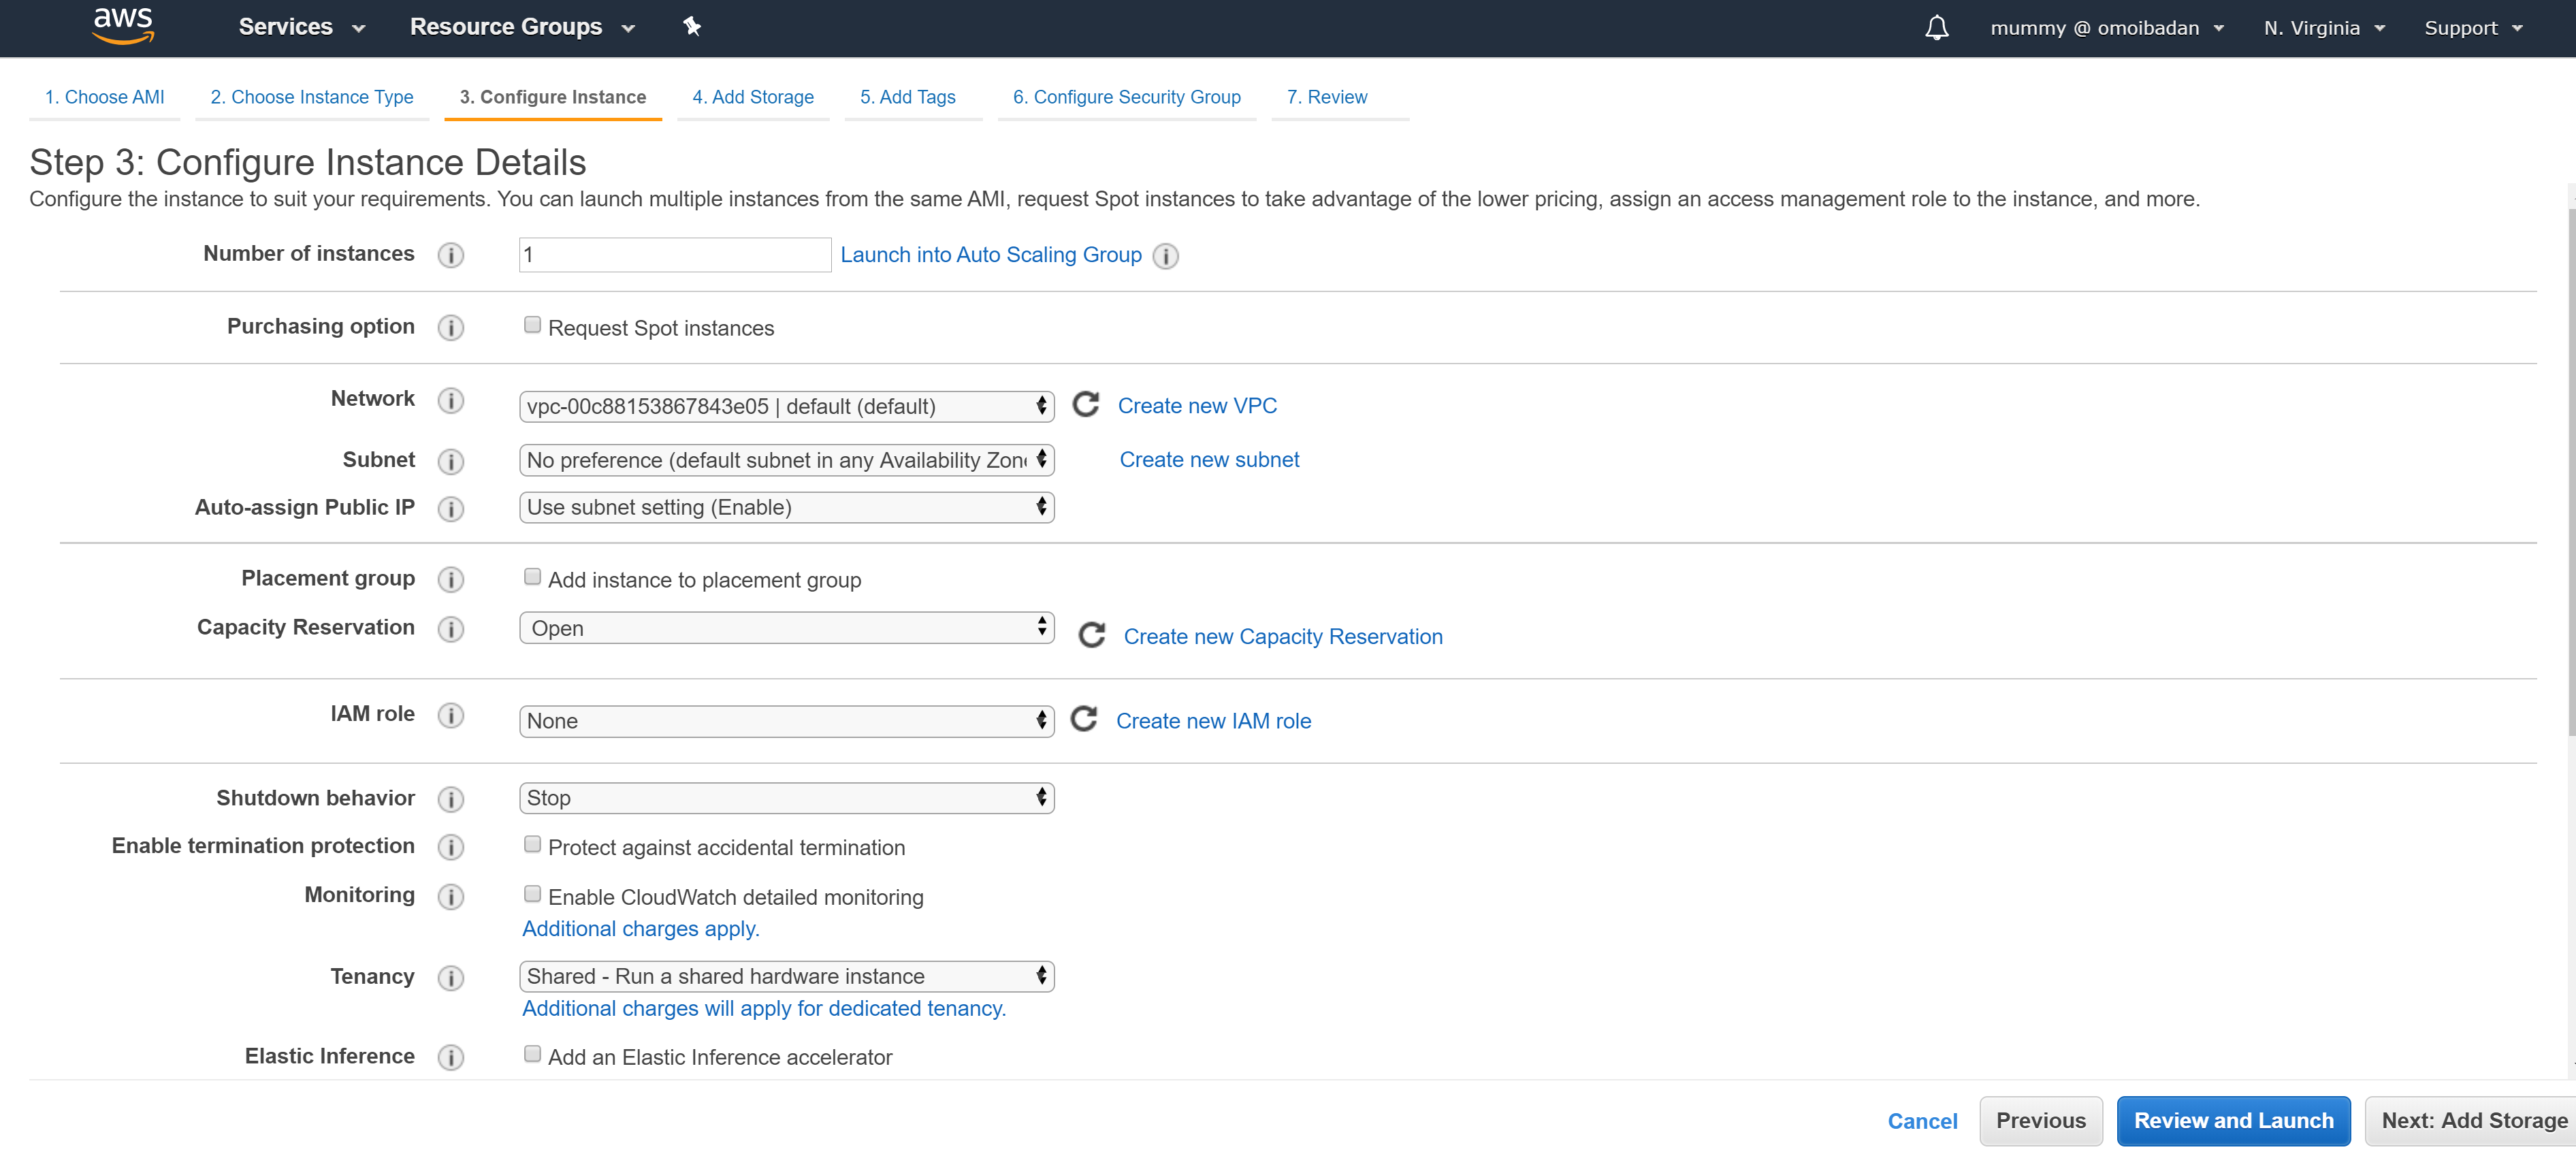 aws Services Resource Groups mummy @ omoibadan N. Virginia Support
1. Choose AMI 2. Choose Instance Type 3. Configure Instance 4. Add Storage 5. Add Tags 6. Configure Security Group 7. Review
Step 3: Configure Instance Details
Configure the instance to suit your requirements. You can launch multiple instances from the same AMI, request Spot instances to take advantage of the lower pricing, assign an access management role to the instance, and more.
Number of instances i 1 Launch into Auto Scaling Group i
Purchasing option i Request Spot instances
Network i vpc-00c88153867843e05 | default (default) Create new VPC
Subnet i No preference (default subnet in any Availability Zone Create new subnet
Auto-assign Public IP i Use subnet setting (Enable)
Placement group i Add instance to placement group
Capacity Reservation i Open Create new Capacity Reservation
IAM role i None Create new IAM role
Shutdown behavior i Stop
Enable termination protection i Protect against accidental termination
Monitoring i Enable CloudWatch detailed monitoring
Additional charges apply.
Tenancy i Shared - Run a shared hardware instance
Additional charges will apply for dedicated tenancy.
Elastic Inference i Add an Elastic Inference accelerator
Cancel Previous Review and Launch Next: Add Storage